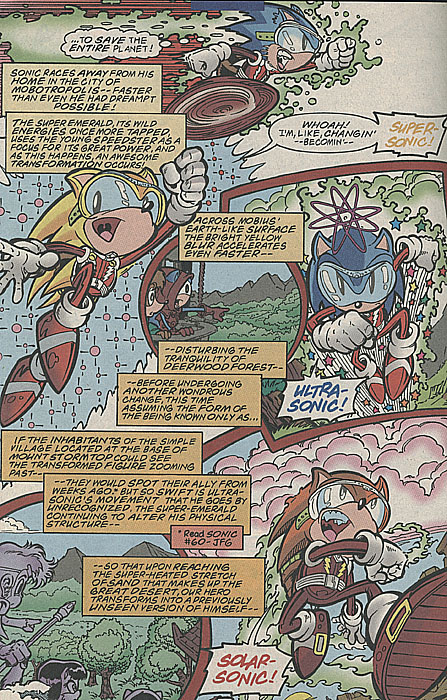 ...TO SAVE THE
ENTIRE PLANET!
SONIC RACES AWAY FROM HIS
HOME IN THE CITY OF
MOBOTROPOLIS--FASTER
THAN EVEN HE HAD DREAMPT
POSSIBLE!
THE SUPER EMERALD, ITS WILD
ENERGIES ONCE MORE TAPPED,
USE THE YOUNG SPEEDSTER AS A
FOCUS FOR ITS GREAT POWER, AND
AS THIS HAPPENS, AN AWESOME
TRANSFORMATION OCCURS!
WHOAH!
I'M, LIKE, CHANGIN'
--BECOMIN'--
SUPER-
SONIC!
ACROSS MOBIUS'
EARTH-LIKE SURFACE
THE BRIGHT YELLOW
BLUR ACCELERATES
EVEN FASTER--
--DISTURBING THE
TRANQUILITY OF
DEERWOOD FOREST--
--BEFORE UNDERGOING
ANOTHER WONDROUS
CHANGE, THIS TIME
ASSUMING THE FORM OF
THE BEING KNOWN ONLY AS...
ULTRA-
SONIC!
IF THE INHABITANTS OF THE SIMPLE
VILLAGE LOCATED AT THE BASE OF
MOUNT STORMTOP COULD SEE
THE TRANSFORMED FIGURE ZOOMING
PAST--
--THEY WOULD SPOT THEIR ALLY FROM
WEEKS AGO* BUT SO SWIFT IS ULTRA-
SONIC'S MOVEMENT THAT HE GOES BY
UNRECOGNIZED, THE SUPER-EMERALD
CONTINUING TO ALTER HIS PHYSICAL
STRUCTURE--
*Read SONIC
#60-JFG
--SO THAT UPON REACHING
THE SUPER-HEATED STRETCH
OF SAND THAT MAKES UP THE
GREAT DESERT, OUR HERO
TRANSFORMS INTO A PREVIOUSLY
UNSEEN VERSION OF HIMSELF--
SOLAR-
SONIC!